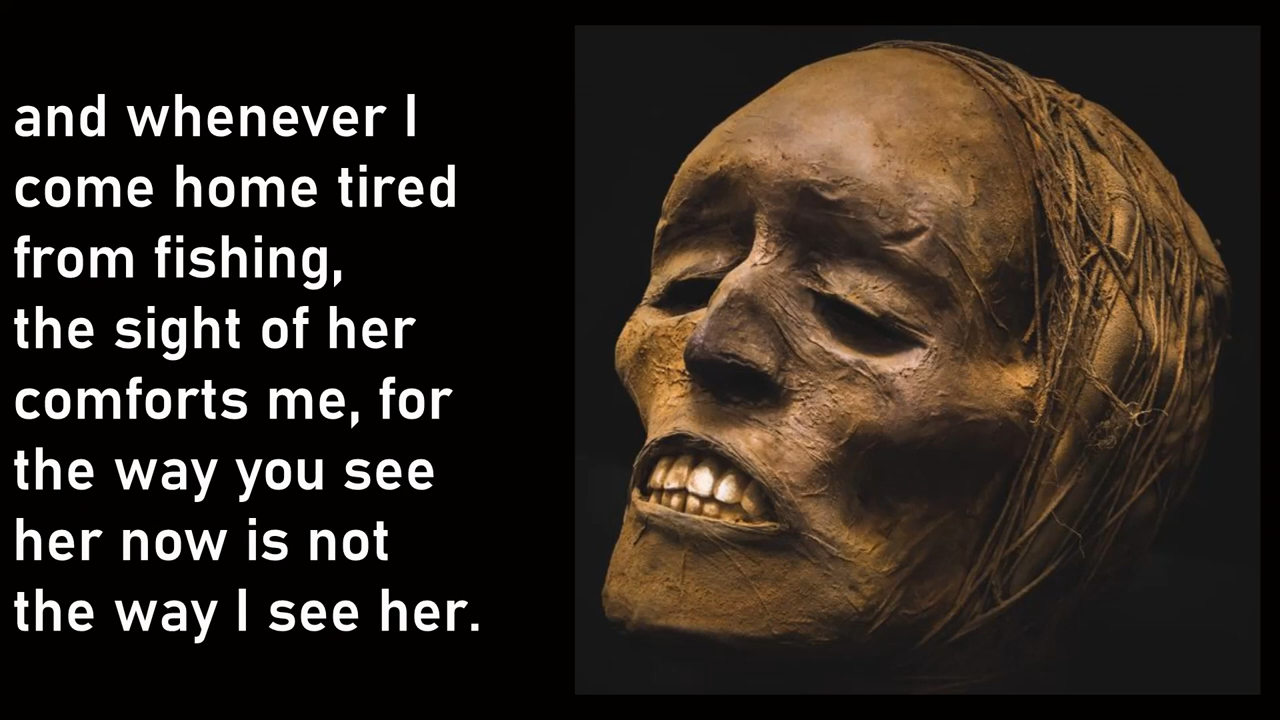 and whenever I
come home tired
from fishing,
the sight of her
comforts me, for
the way you see
her now is not
the way I see her.